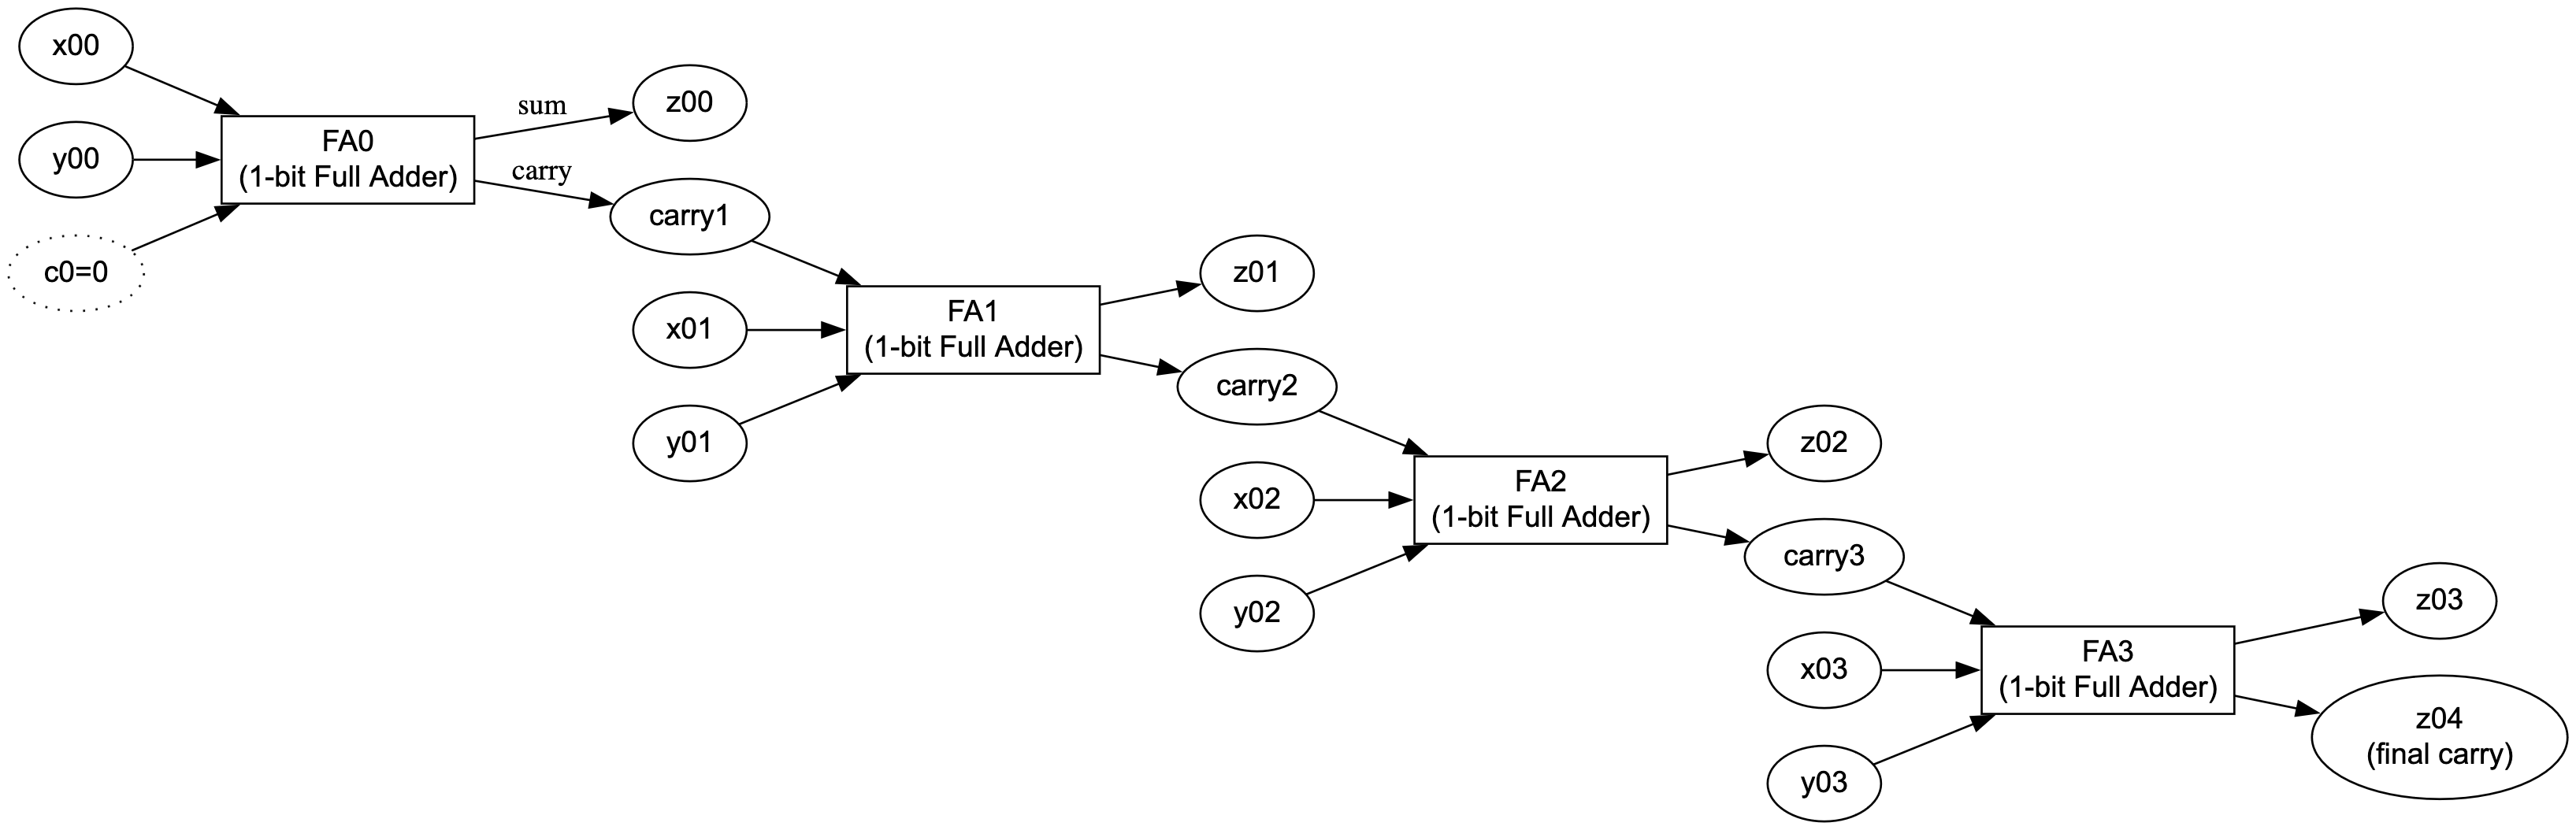 x00
y00
c0=0
FA0
(1-bit Full Adder)
sum
carry
z00
carry1
x01
y01
FA1
(1-bit Full Adder)
z01
carry2
x02
y02
FA2
(1-bit Full Adder)
z02
carry3
x03
y03
FA3
(1-bit Full Adder)
z03
z04
(final carry)